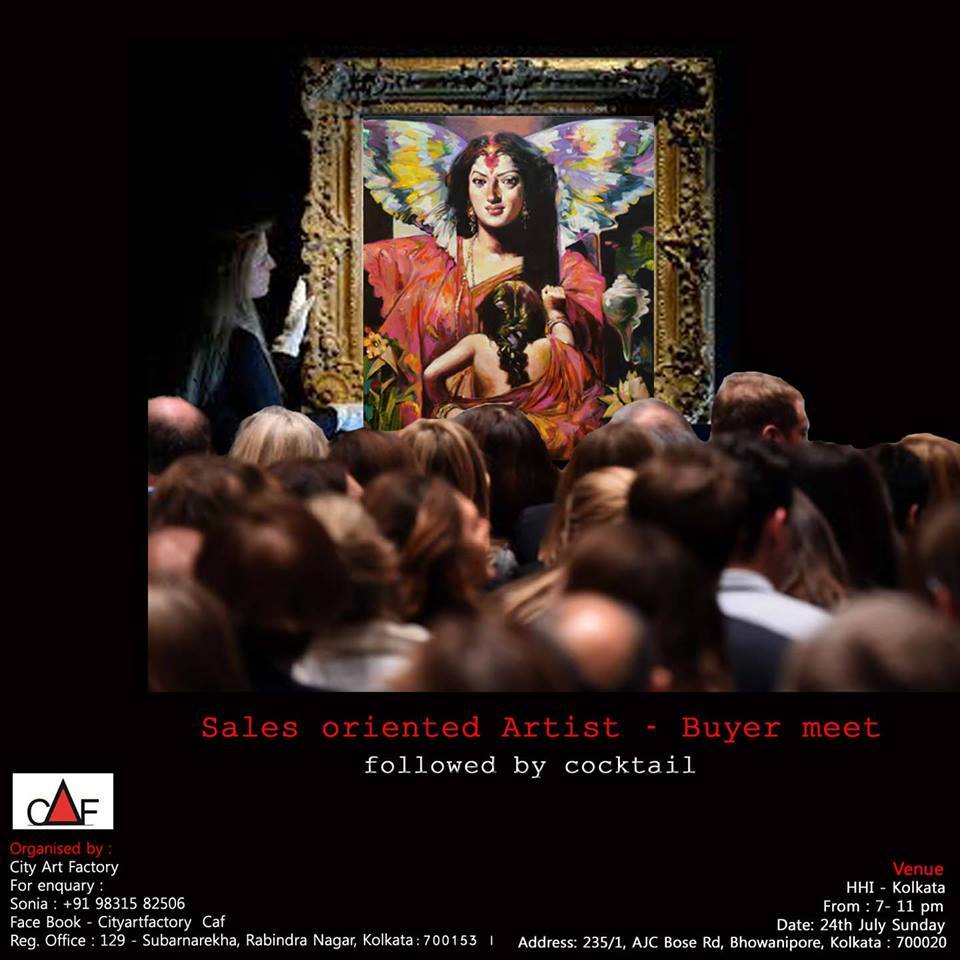 Sales oriented Artist - Buyer meet
followed by cocktail
CAF
Organised by :
City Art Factory
For enquary :
Sonia : +91 98315 82506
Face Book - Cityartfactory Caf
Reg. Office : 129 - Subarnarekha, Rabindra Nagar, Kolkata : 700153 I
Venue
HHI - Kolkata
From : 7- 11 pm
Date: 24th July Sunday
Address: 235/1, AJC Bose Rd, Bhowanipore, Kolkata : 700020